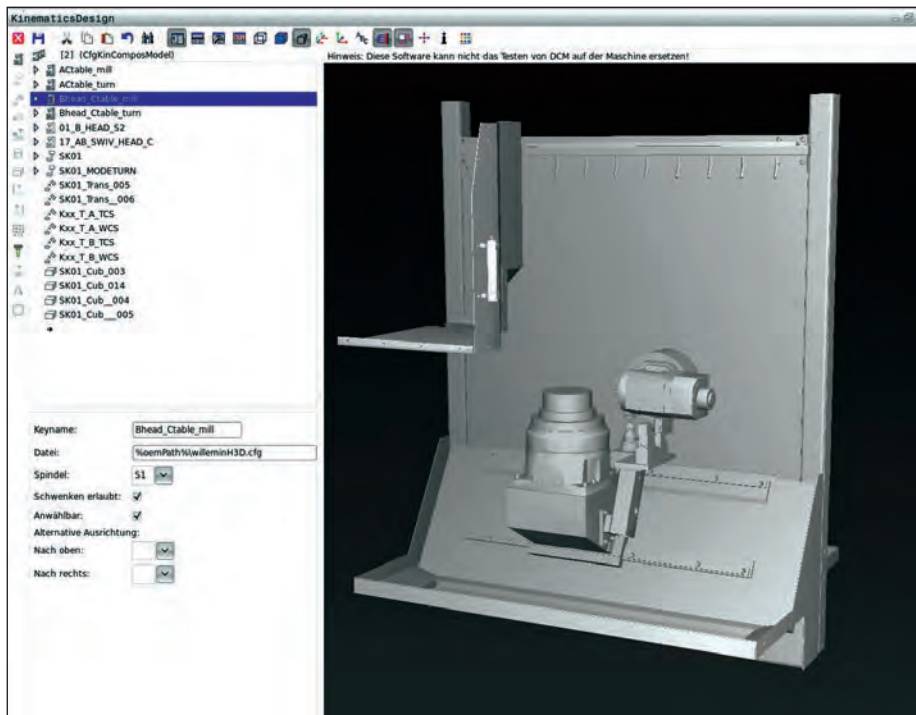 KinematicsDesign
[2] (CfgKinComposModel)
Hinweis: Diese Software kann nicht das Testen von DCM auf der Maschine ersetzen!
ACtable_mill
ACtable_turn
Bhead_Ctable_mill
Bhead_Ctable_turn
01_B_HEAD_S2
17_AB_SWIV_HEAD_C
SK01
SK01_MODETURN
SK01_Trans_005
SK01_Trans__006
Kxx_T_A_TCS
Kxx_T_A_WCS
Kxx_T_B_TCS
Kxx_T_B_WCS
SK01_Cub_003
SK01_Cub_014
SK01_Cub__004
SK01_Cub___005
Keyname: Bhead_Ctable_mill
Datei: %oemPath%\willeminH3D.cfg
Spindel: S1
Schwenken erlaubt:
Anwählbar:
Alternative Ausrichtung:
Nach oben:
Nach rechts: